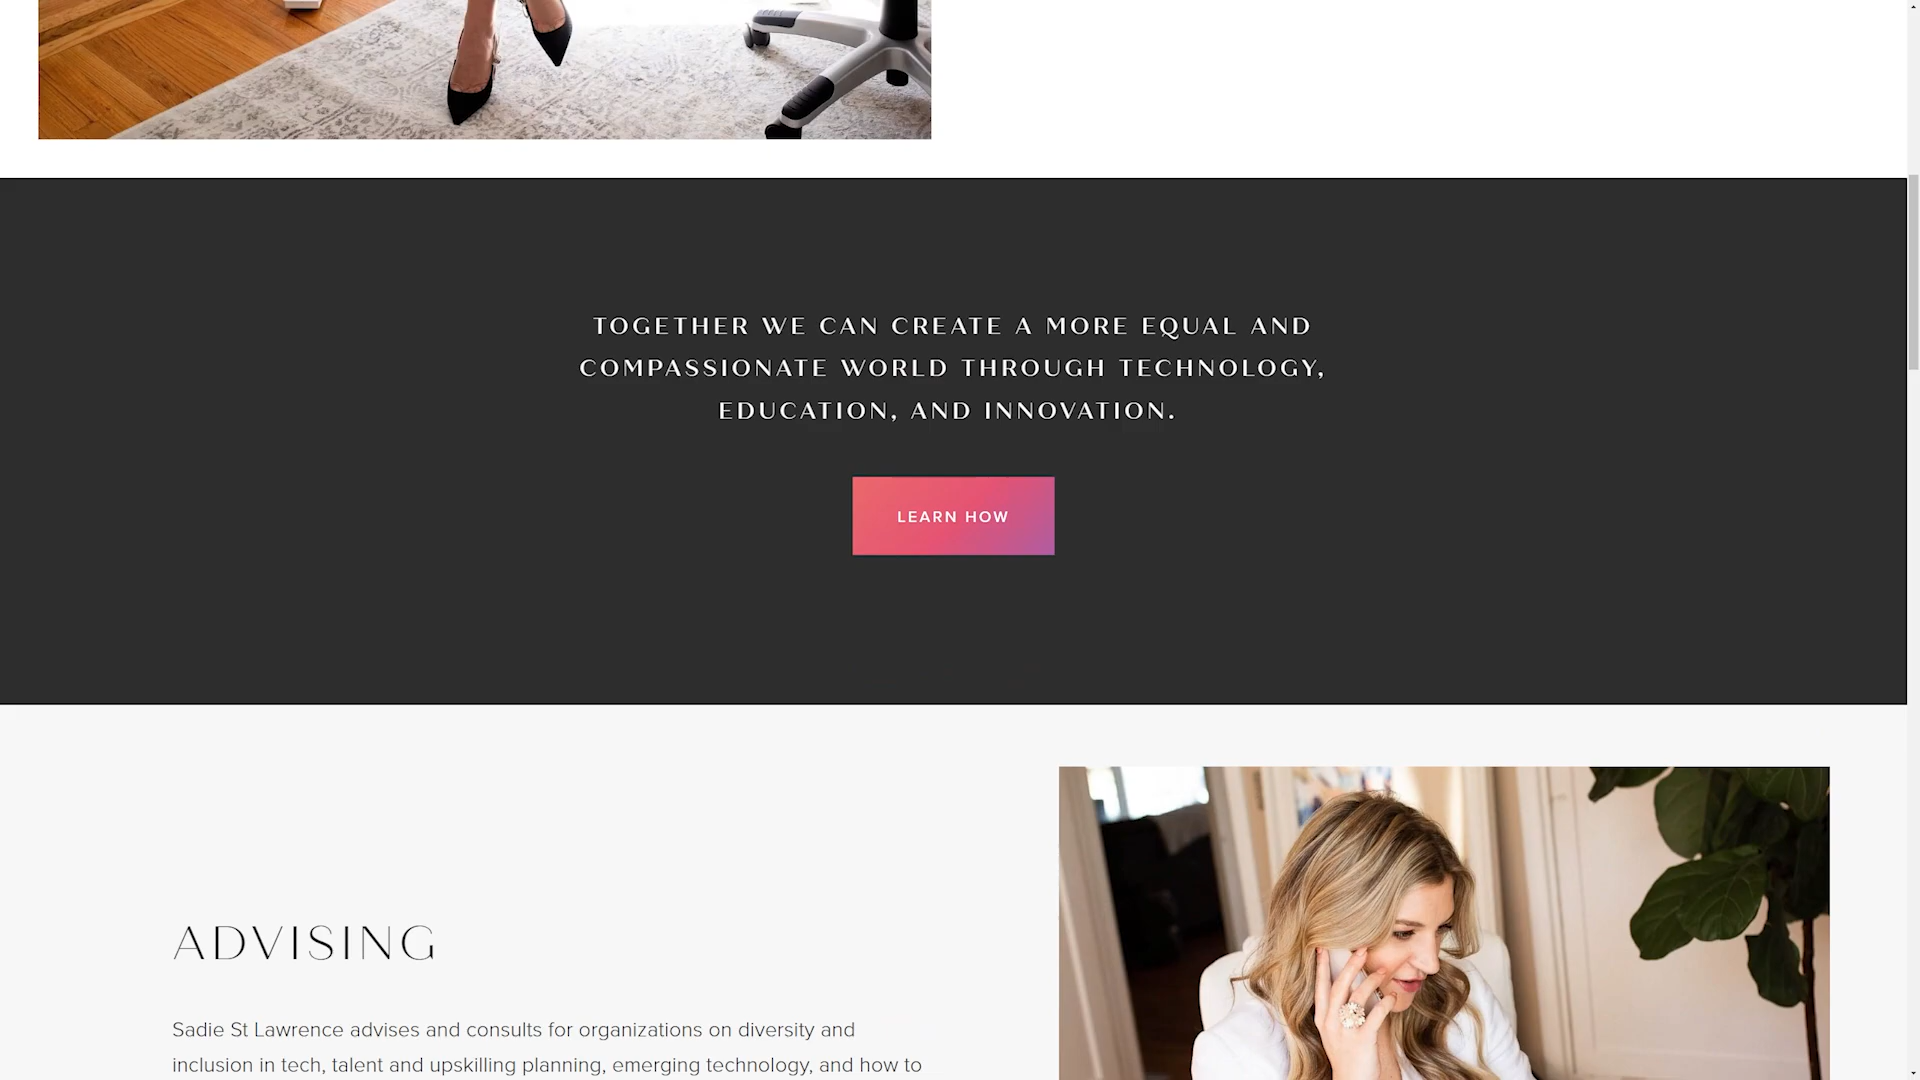 TOGETHER WE CAN CREATE A MORE EQUAL AND
COMPASSIONATE WORLD THROUGH TECHNOLOGY,
EDUCATION, AND INNOVATION.
LEARN HOW
ADVISING
Sadie St Lawrence advises and consults for organizations on diversity and
inclusion in tech, talent and upskilling planning, emerging technology, and how to